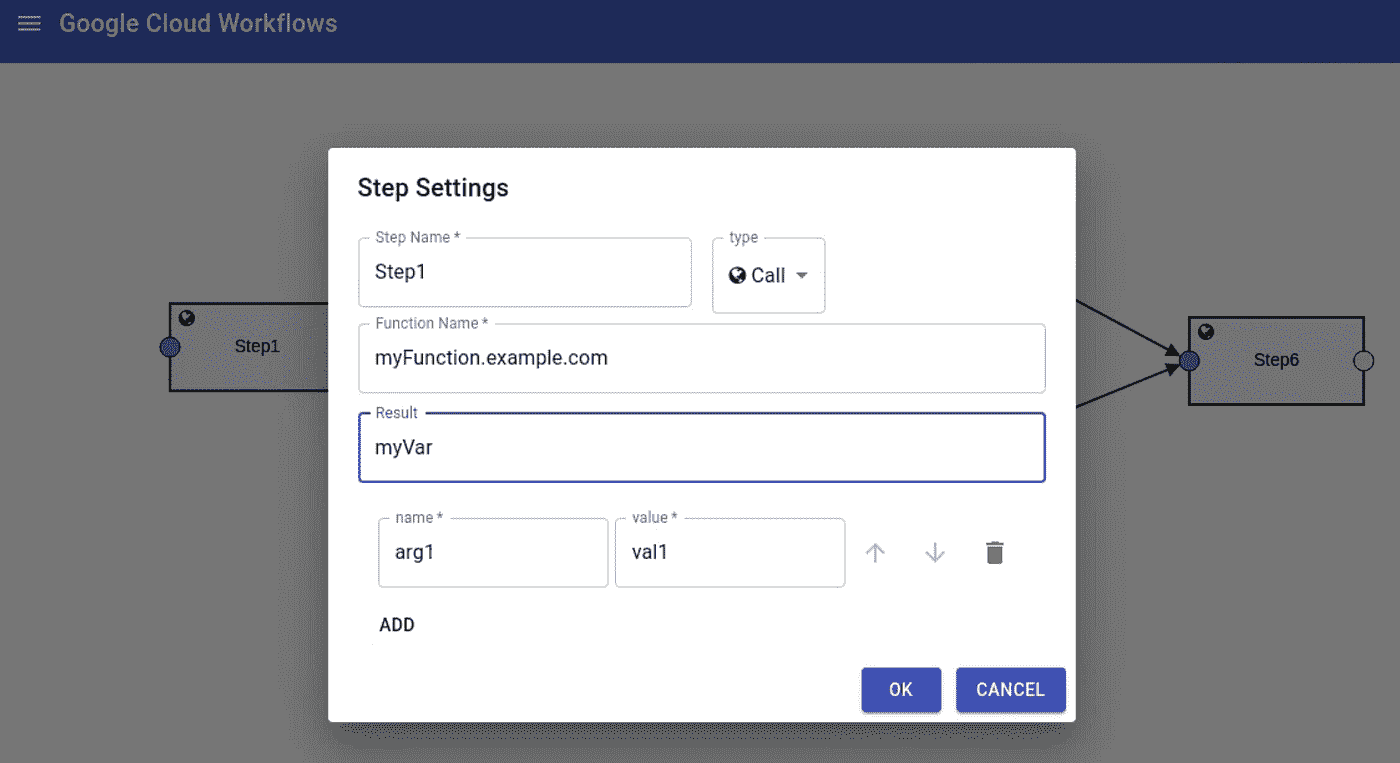 Google Cloud Workflows
Step Settings
Step Name *
type
Step1
Call
Function Name *
myFunction.example.com
Step1
Step6
Result
myVar
name *
value *
arg1
val1
ADD
OK
CANCEL